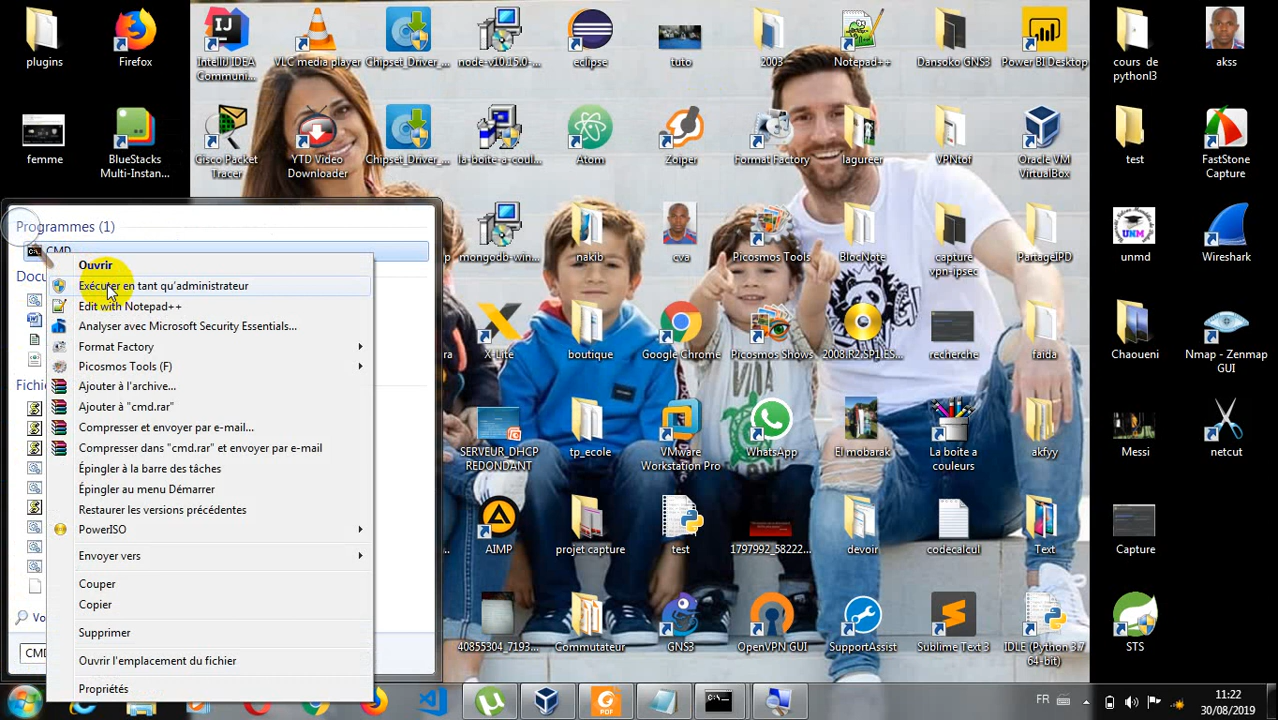 plugins
Firefox
IntelliJ IDEA
Communi...
VLC media player
Chipset_Driver_...
node-v10.15.0-...
eclipse
tuto
2003
Notepad++
Dansoko GNS3
Power BI Desktop
cours de
pythonl3
akss
femme
BlueStacks
Multi-Instan...
Cisco Packet
Tracer
YTD Video
Downloader
Chipset_Driver_...
la-boite-a-coul...
Atom
Zoiper
Format Factory
lagureer
VPNtof
Oracle VM
VirtualBox
test
FastStone
Capture
Programmes (1)
CMD
mongodb-win...
nakib
cva
Picosmos Tools
BlocNote
capture
vpn-ipsec
PartageIPD
unmd
Wireshark
Ouvrir
Exécuter en tant qu'administrateur
Edit with Notepad++
Analyser avec Microsoft Security Essentials...
Format Factory
Picosmos Tools (F)
Ajouter à l'archive...
Ajouter à "cmd.rar"
Compresser et envoyer par e-mail...
Compresser dans "cmd.rar" et envoyer par e-mail
Épingler à la barre des tâches
Épingler au menu Démarrer
Restaurer les versions précédentes
PowerISO
Envoyer vers
Couper
Copier
Supprimer
Ouvrir l'emplacement du fichier
Propriétés
X-Lite
boutique
Google Chrome
Picosmos Shows
2008.R2.SP1.ES...
recherche
faida
Chaoueni
Nmap - Zenmap
GUI
SERVEUR_DHCP
REDONDANT
tp_ecole
VMware
Workstation Pro
WhatsApp
El mobarak
La boite a
couleurs
akfyy
Messi
netcut
AIMP
projet capture
test
1797992_58222...
devoir
codecalcul
Text
Capture
40855304_7193...
Commutateur
GNS3
OpenVPN GUI
SupportAssist
Sublime Text 3
IDLE (Python 3.7
64-bit)
STS
CMD
FR
11:22
30/08/2019